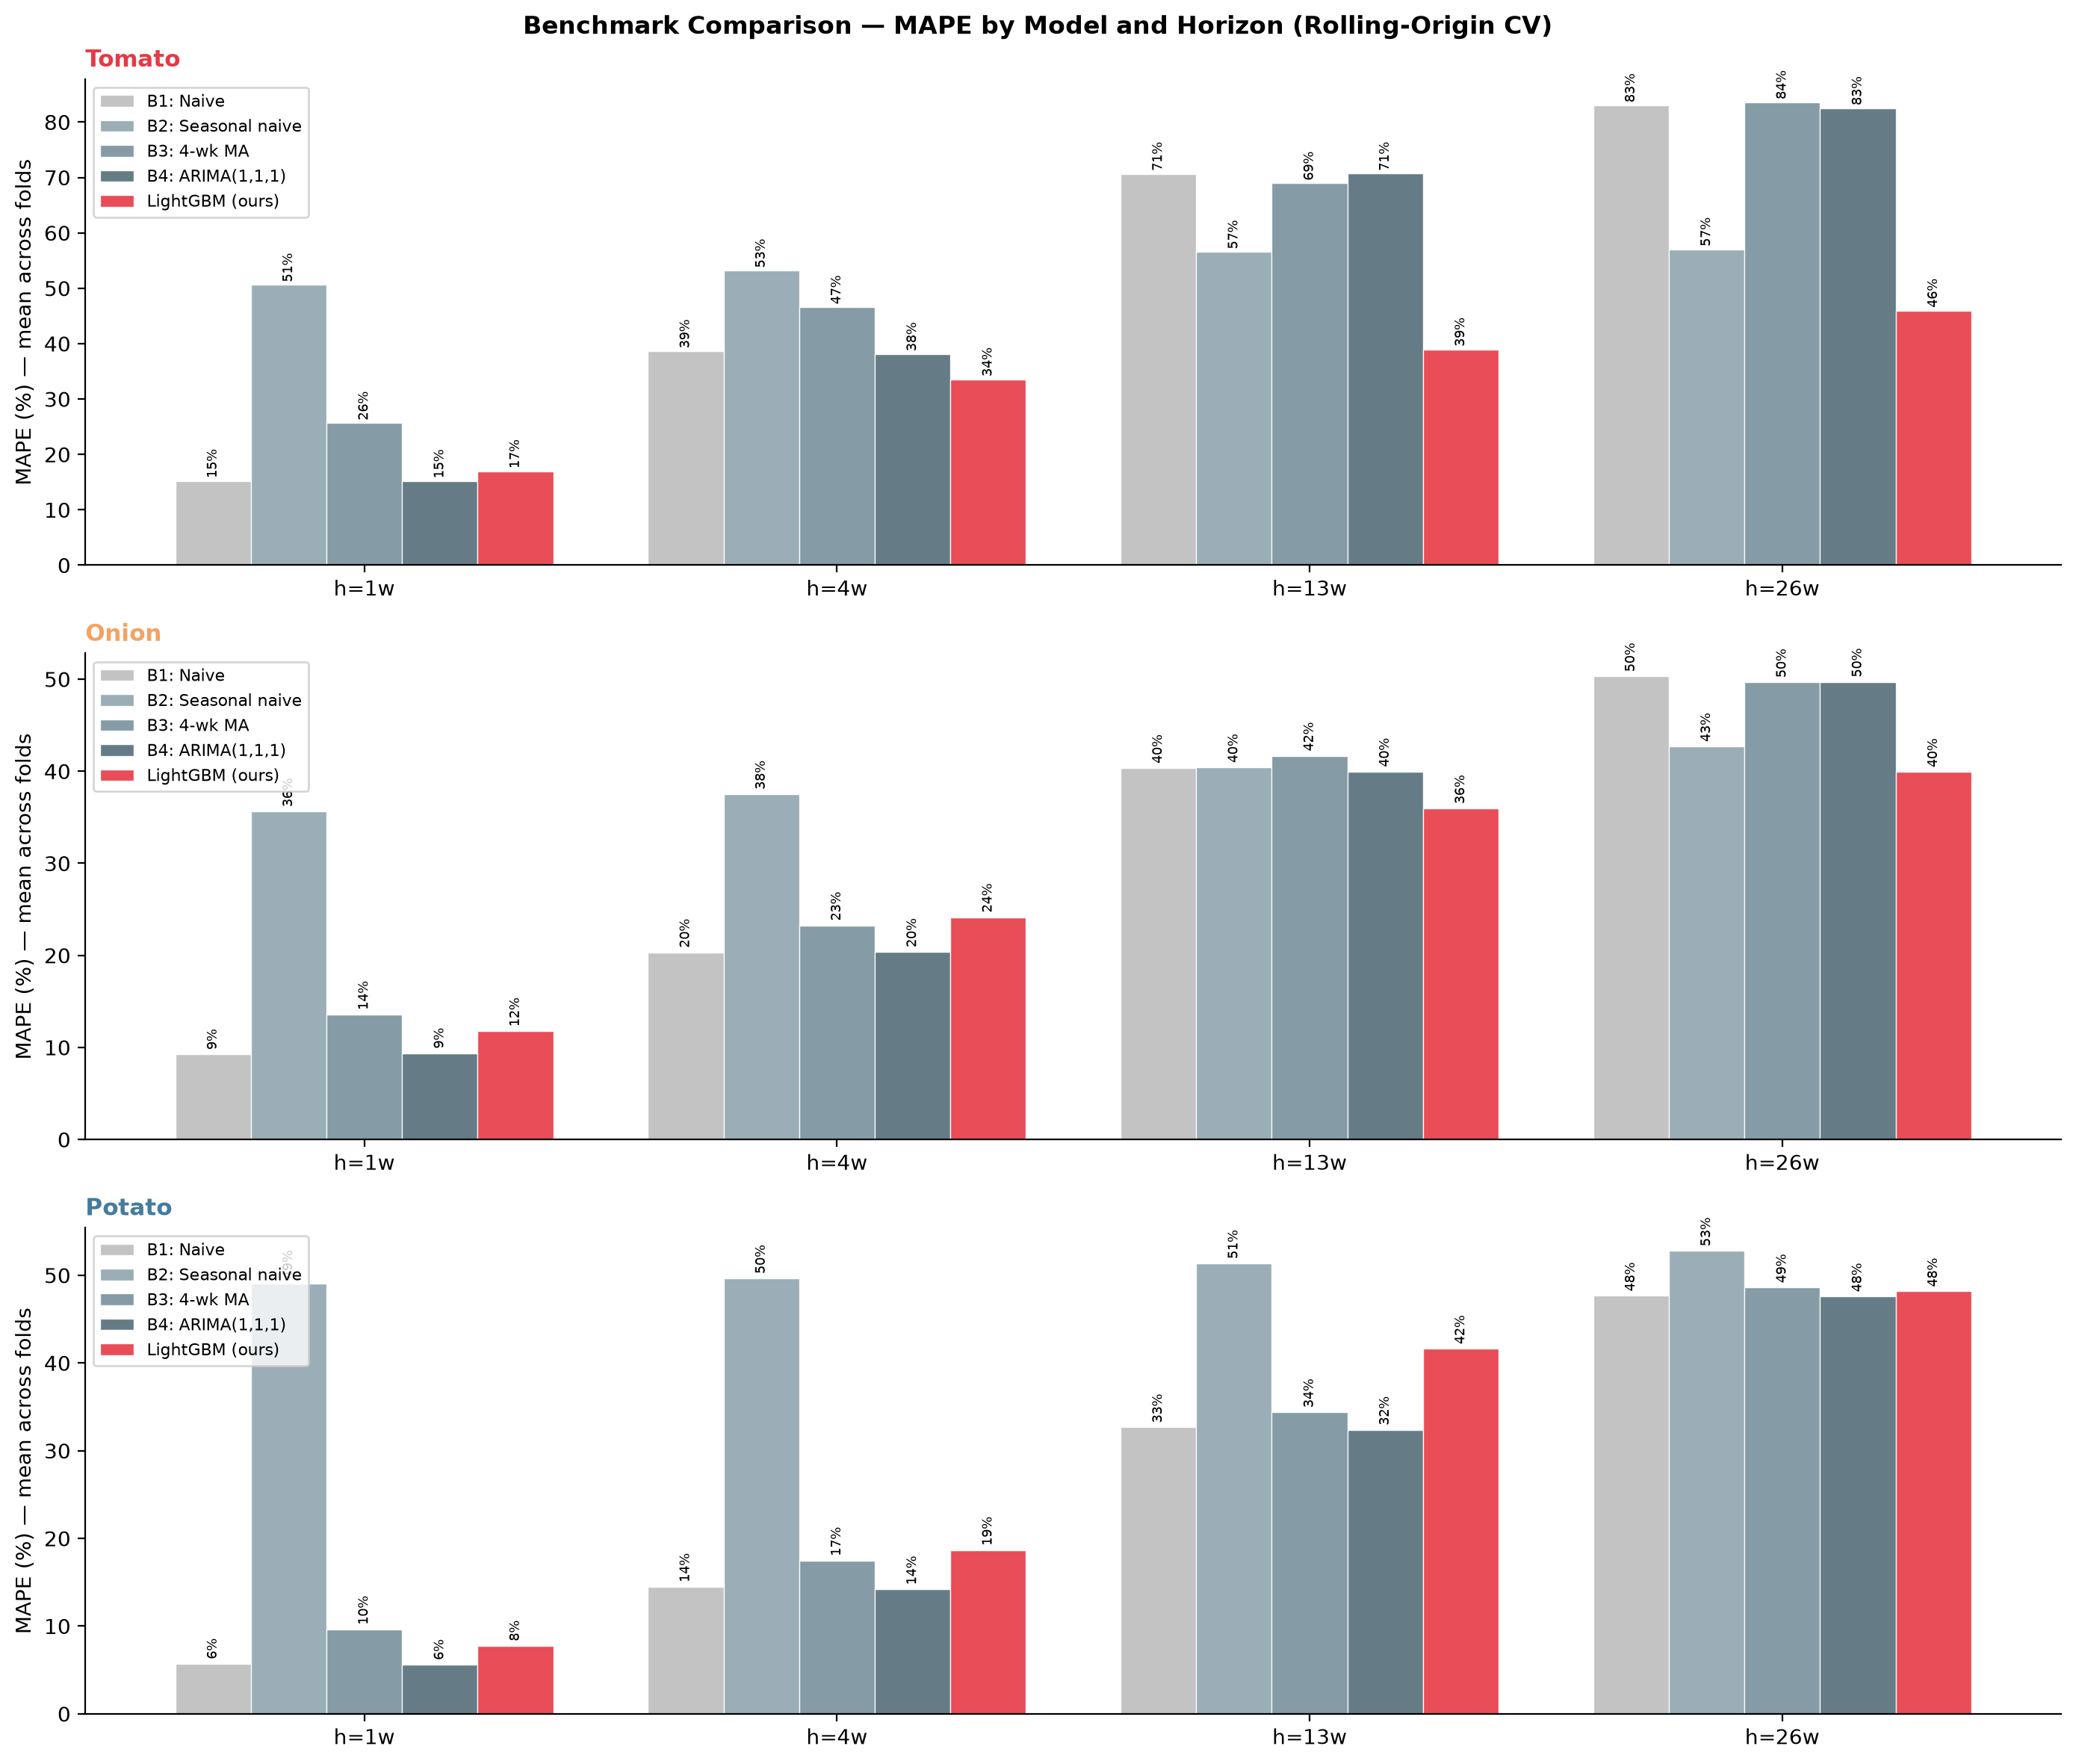 Benchmark Comparison — MAPE by Model and Horizon (Rolling-Origin CV)
Tomato
MAPE (%) — mean across folds
80
70
60
50
40
30
20
10
0
B1: Naive
B2: Seasonal naive
B3: 4-wk MA
B4: ARIMA(1,1,1)
LightGBM (ours)
15%
51%
26%
15%
17%
39%
53%
47%
38%
34%
71%
57%
69%
71%
39%
83%
57%
84%
83%
46%
h=1w
h=4w
h=13w
h=26w
Onion
MAPE (%) — mean across folds
50
40
30
20
10
0
B1: Naive
B2: Seasonal naive
B3: 4-wk MA
B4: ARIMA(1,1,1)
LightGBM (ours)
9%
36%
14%
9%
12%
20%
38%
23%
20%
24%
40%
40%
42%
40%
36%
50%
43%
50%
50%
40%
h=1w
h=4w
h=13w
h=26w
Potato
MAPE (%) — mean across folds
50
40
30
20
10
0
B1: Naive
B2: Seasonal naive
B3: 4-wk MA
B4: ARIMA(1,1,1)
LightGBM (ours)
6%
10%
6%
8%
14%
50%
17%
14%
19%
33%
51%
34%
32%
42%
48%
53%
49%
48%
48%
h=1w
h=4w
h=13w
h=26w